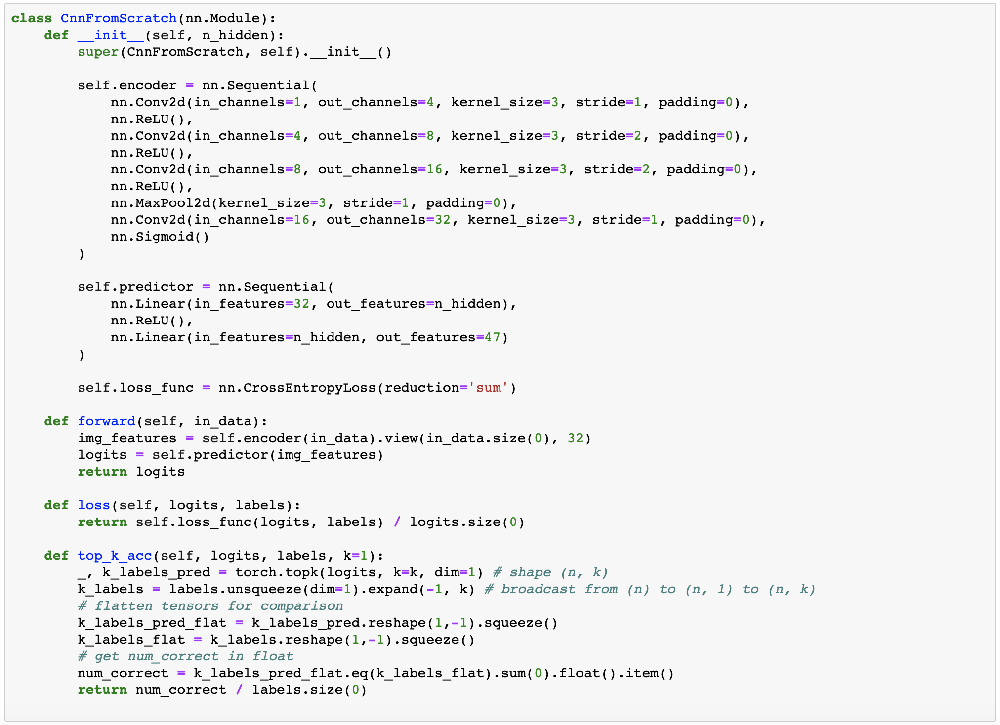 class CnnFromScratch(nn.Module):
    def __init__(self, n_hidden):
        super(CnnFromScratch, self).__init__()

        self.encoder = nn.Sequential(
            nn.Conv2d(in_channels=1, out_channels=4, kernel_size=3, stride=1, padding=0),
            nn.ReLU(),
            nn.Conv2d(in_channels=4, out_channels=8, kernel_size=3, stride=2, padding=0),
            nn.ReLU(),
            nn.Conv2d(in_channels=8, out_channels=16, kernel_size=3, stride=2, padding=0),
            nn.ReLU(),
            nn.MaxPool2d(kernel_size=3, stride=1, padding=0),
            nn.Conv2d(in_channels=16, out_channels=32, kernel_size=3, stride=1, padding=0),
            nn.Sigmoid()
        )

        self.predictor = nn.Sequential(
            nn.Linear(in_features=32, out_features=n_hidden),
            nn.ReLU(),
            nn.Linear(in_features=n_hidden, out_features=47)
        )

        self.loss_func = nn.CrossEntropyLoss(reduction='sum')

    def forward(self, in_data):
        img_features = self.encoder(in_data).view(in_data.size(0), 32)
        logits = self.predictor(img_features)
        return logits

    def loss(self, logits, labels):
        return self.loss_func(logits, labels) / logits.size(0)

    def top_k_acc(self, logits, labels, k=1):
        _, k_labels_pred = torch.topk(logits, k=k, dim=1) # shape (n, k)
        k_labels = labels.unsqueeze(dim=1).expand(-1, k) # broadcast from (n) to (n, 1) to (n, k)
        # flatten tensors for comparison
        k_labels_pred_flat = k_labels_pred.reshape(1,-1).squeeze()
        k_labels_flat = k_labels.reshape(1,-1).squeeze()
        # get num_correct in float
        num_correct = k_labels_pred_flat.eq(k_labels_flat).sum(0).float().item()
        return num_correct / labels.size(0)